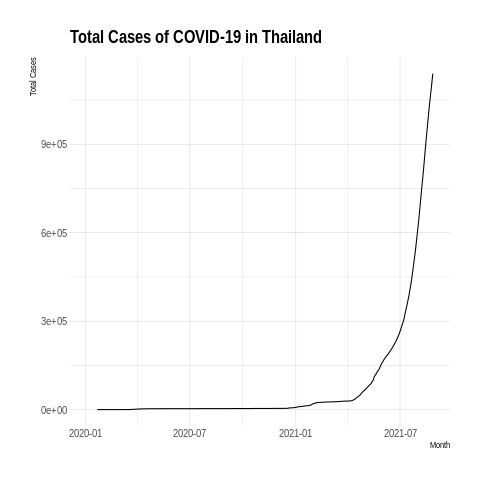 Total Cases of COVID-19 in Thailand
Total Cases
9e+05
6e+05
3e+05
0e+00
2020-01 2020-07 2021-01 2021-07
Month